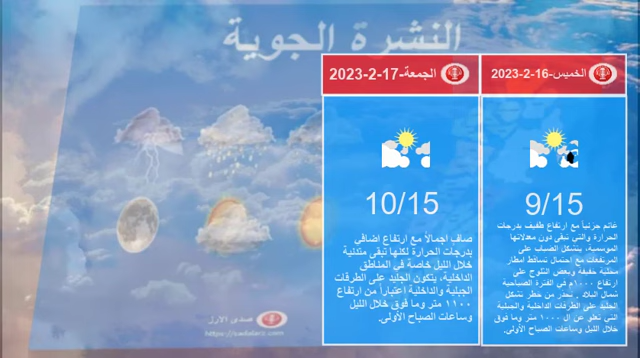 النشرة الجوية
الخميس-16-2-2023
9/15
غائم جزئياً مع ارتفاع طفيف بدرجات
الحرارة والتي تبقى دون معدلاتها
الموسمية، يتشكل الضباب على
المرتفعات مع احتمال تساقط أمطار
محلية خفيفة وبعض الثلوج على
ارتفاع ١٠٠٠م في الفترة الصباحية
شمال البلاد . نحذر من خطر تشكل
الجليد على الطرقات الداخلية والجبلية
التي تعلو عن ال ١٠٠٠ متر وما فوق
خلال الليل وساعات الصباح الأولى.
الجمعة-17-2-2023
10/15
صاف اجمالاً مع ارتفاع اضافي
بدرجات الحرارة لكنها تبقى متدنية
خلال الليل خاصة في المناطق
الداخلية، يتكون الجليد على الطرقات
الجبلية والداخلية اعتباراً من ارتفاع
١١٠٠ متر وما فوق خلال الليل
وساعات الصباح الأولى.
صدى الارز